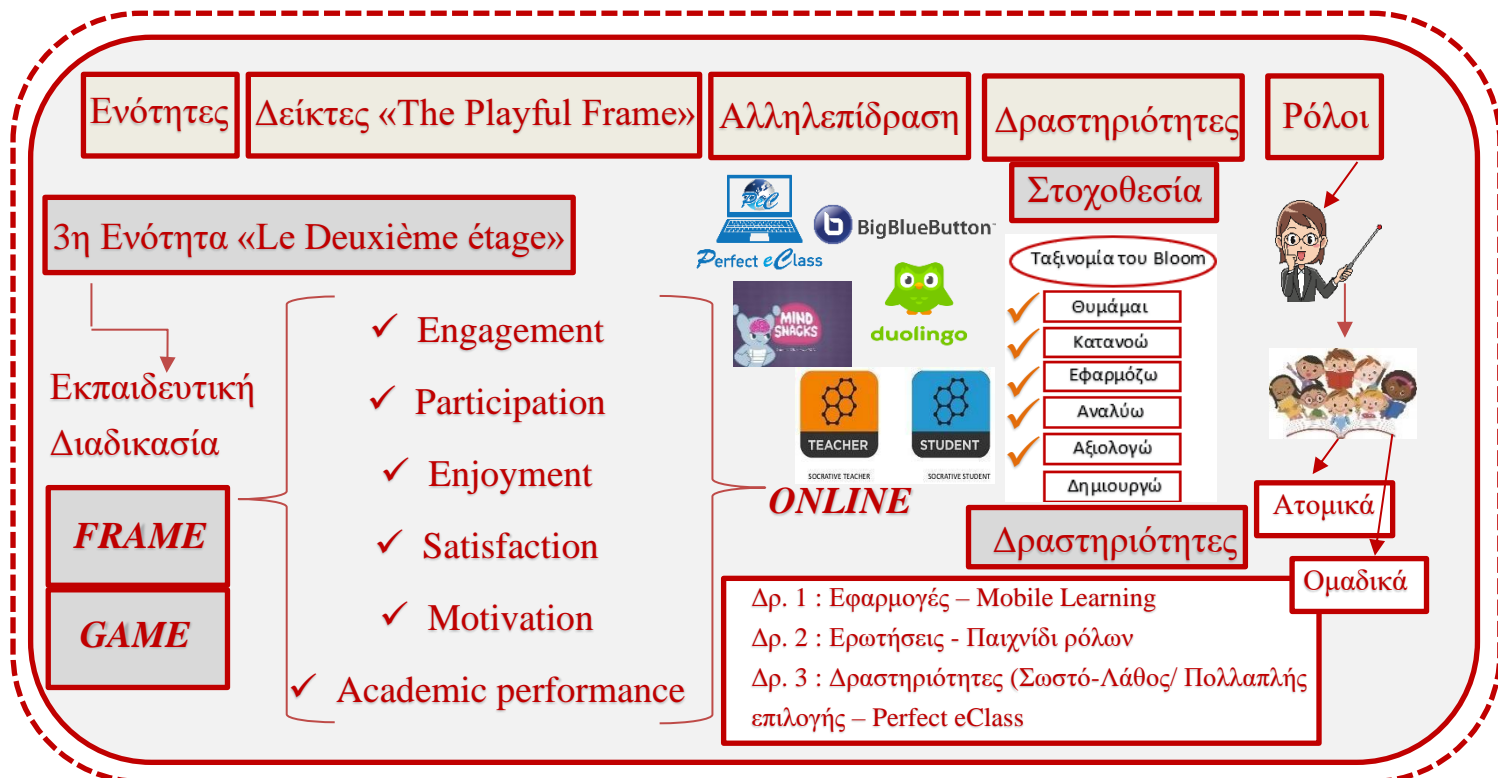 Ενότητες
Δείκτες «The Playful Frame»
Αλληλεπίδραση
Δραστηριότητες
Ρόλοι
3η Ενότητα «Le Deuxième étage»
Εκπαιδευτική
Διαδικασία
FRAME
GAME
✓ Engagement
✓ Participation
✓ Enjoyment
✓ Satisfaction
✓ Motivation
✓ Academic performance
PeC
Perfect eClass
b BigBlueButton
MIND
SNACKS
duolingo
TEACHER
SOCRATIVE TEACHER
STUDENT
SOCRATIVE STUDENT
ONLINE
Στοχοθεσία
Ταξινομία του Bloom
✓ Θυμάμαι
✓ Κατανοώ
✓ Εφαρμόζω
✓ Αναλύω
✓ Αξιολογώ
Δημιουργώ
Δραστηριότητες
Δρ. 1 : Εφαρμογές – Mobile Learning
Δρ. 2 : Ερωτήσεις - Παιχνίδι ρόλων
Δρ. 3 : Δραστηριότητες (Σωστό-Λάθος/ Πολλαπλής
επιλογής – Perfect eClass
Ατομικά
Ομαδικά